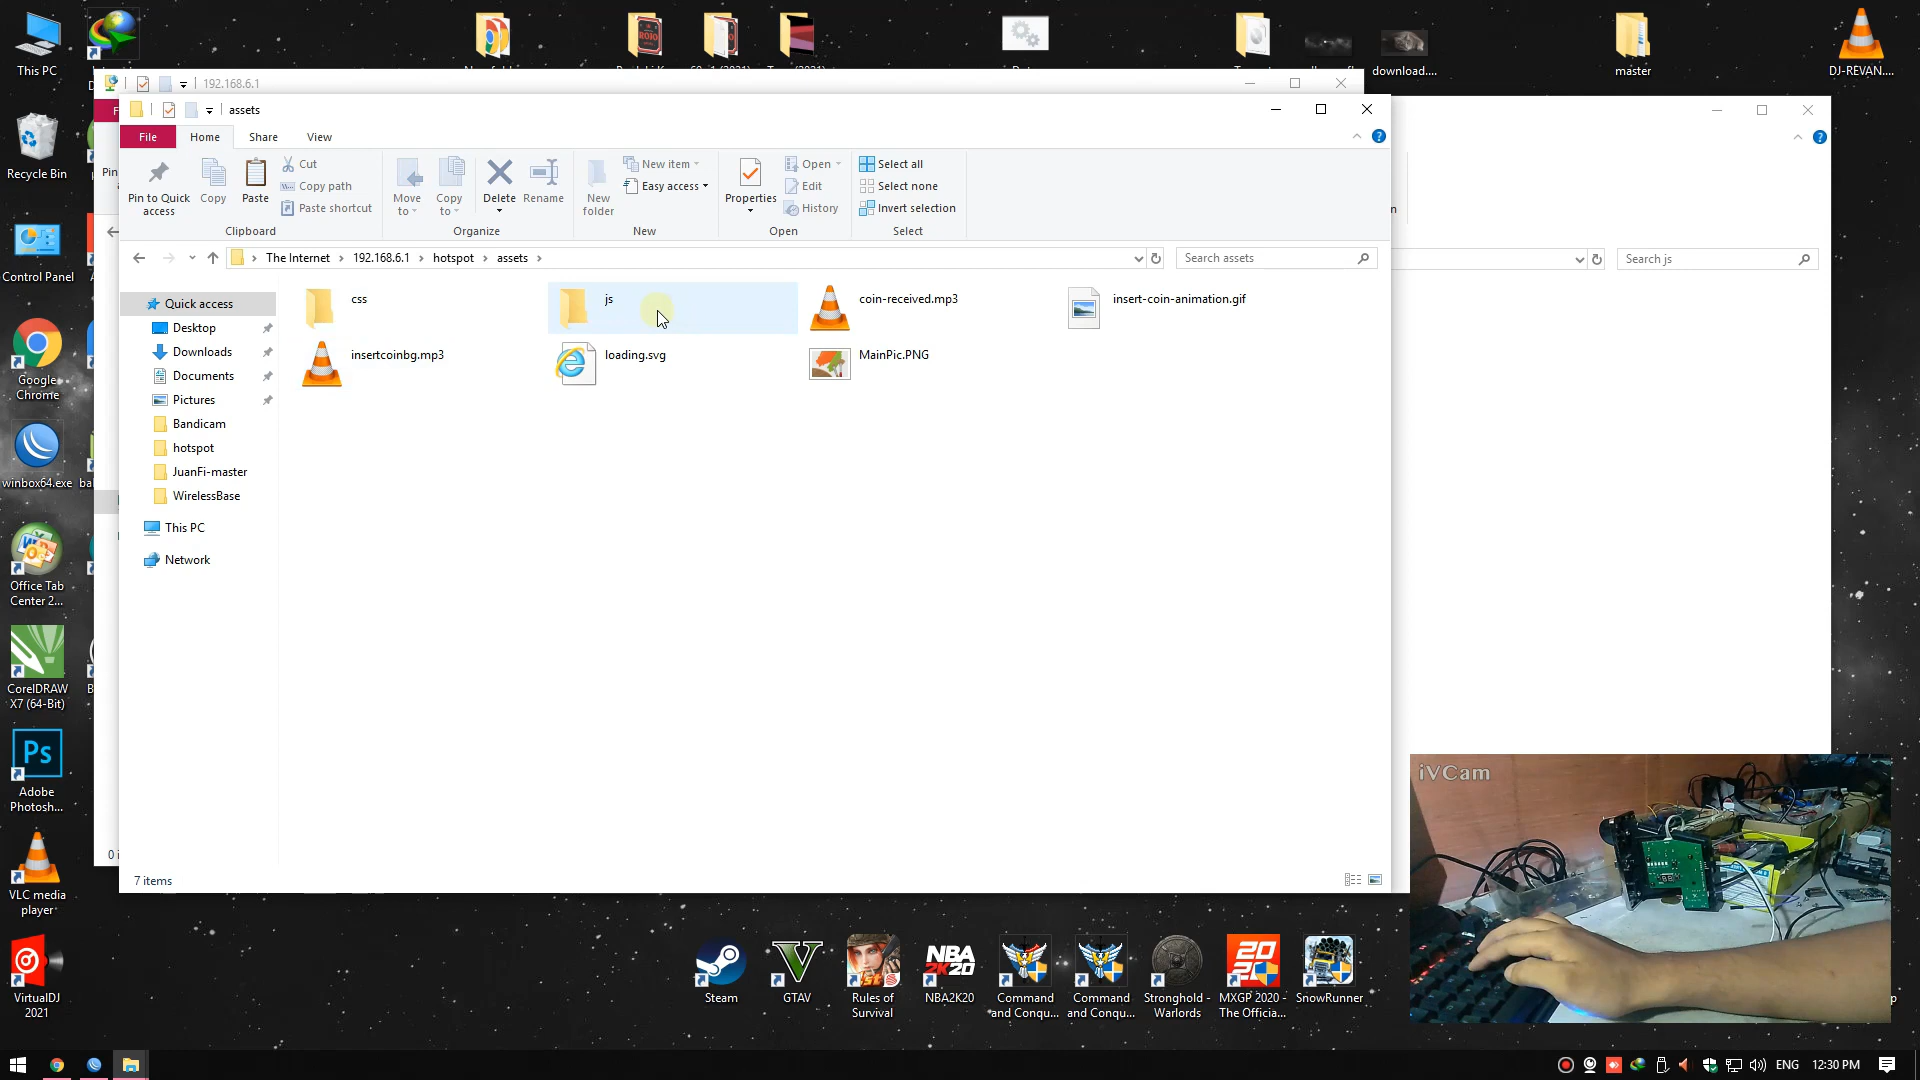 This PC
master
download....
DJ-REVAN....
192.168.6.1
assets
File
Home
Share
View
Pin to Quick access
Copy
Paste
Cut
Copy path
Paste shortcut
Clipboard
Move to
Copy to
Delete
Rename
Organize
New folder
New item
Easy access
New
Properties
Open
Edit
History
Open
Select all
Select none
Invert selection
Select
The Internet
192.168.6.1
hotspot
assets
Search assets
Search js
Quick access
Desktop
Downloads
Documents
Pictures
Bandicam
hotspot
JuanFi-master
WirelessBase
This PC
Network
css
js
coin-received.mp3
insert-coin-animation.gif
insertcoinbg.mp3
loading.svg
MainPic.PNG
7 items
Recycle Bin
Control Panel
Google Chrome
winbox64.exe
Office Tab Center 2...
CorelDRAW X7 (64-Bit)
Ps
Adobe Photosh...
VLC media player
VirtualDJ 2021
iVCam
Steam
GTAV
Rules of Survival
NBA 2K20
NBA2K20
Command and Conqu...
Command and Conqu...
Stronghold - Warlords
MXGP 2020 - The Officia...
SnowRunner
ENG
12:30 PM